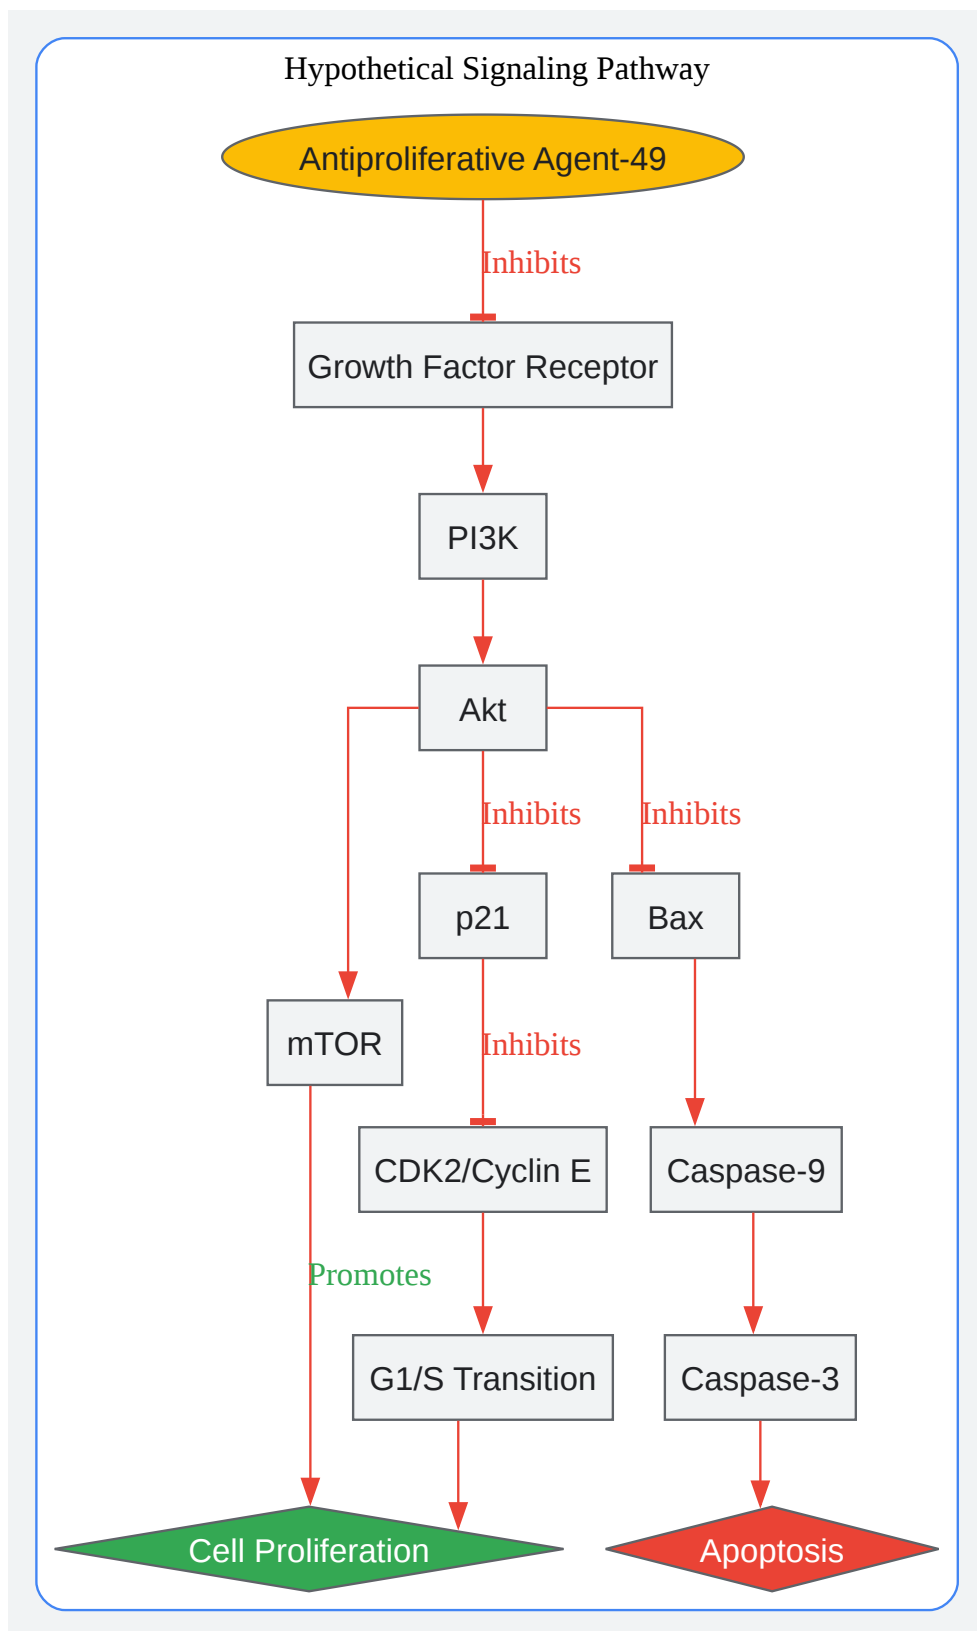 Hypothetical Signaling Pathway
Antiproliferative Agent-49
Inhibits
Growth Factor Receptor
PI3K
Akt
Inhibits
Inhibits
p21
Bax
mTOR
Inhibits
CDK2/Cyclin E
Caspase-9
Promotes
G1/S Transition
Caspase-3
Cell Proliferation
Apoptosis